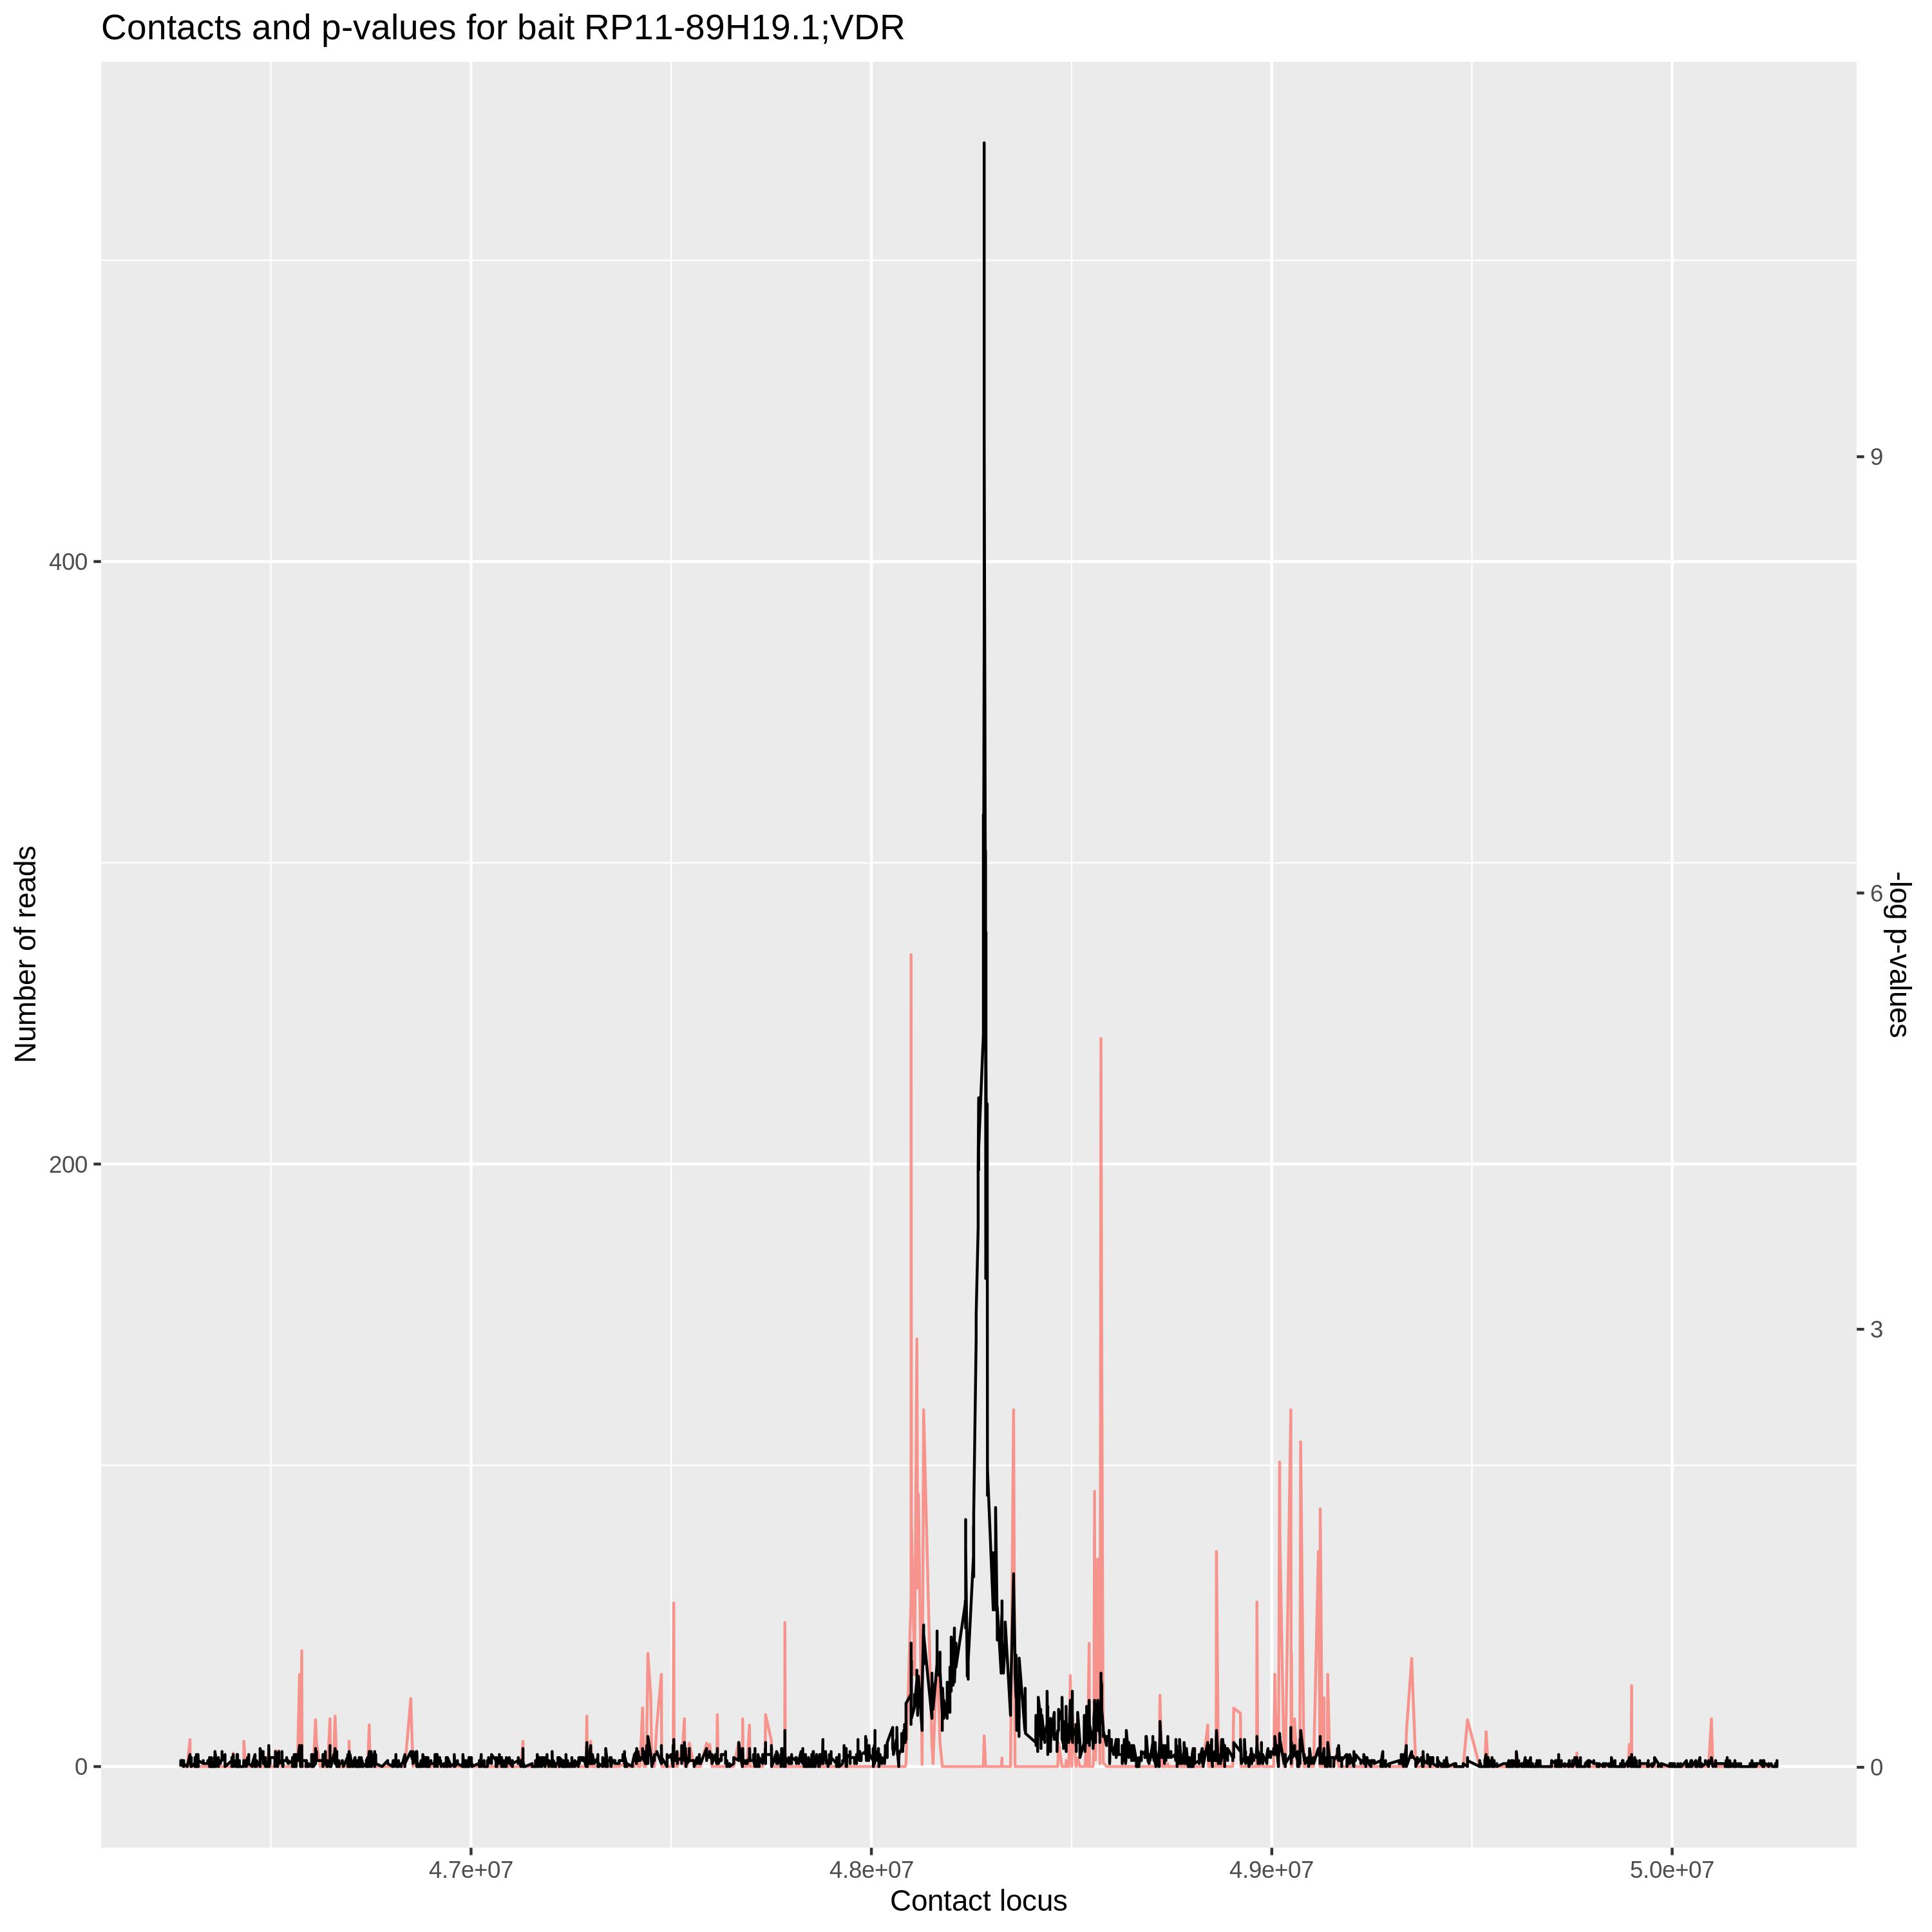 Contacts and p-values for bait RP11-89H19.1;VDR
Number of reads
400
200
0
9
6
3
0
-log p-values
4.7e+07
4.8e+07
4.9e+07
5.0e+07
Contact locus